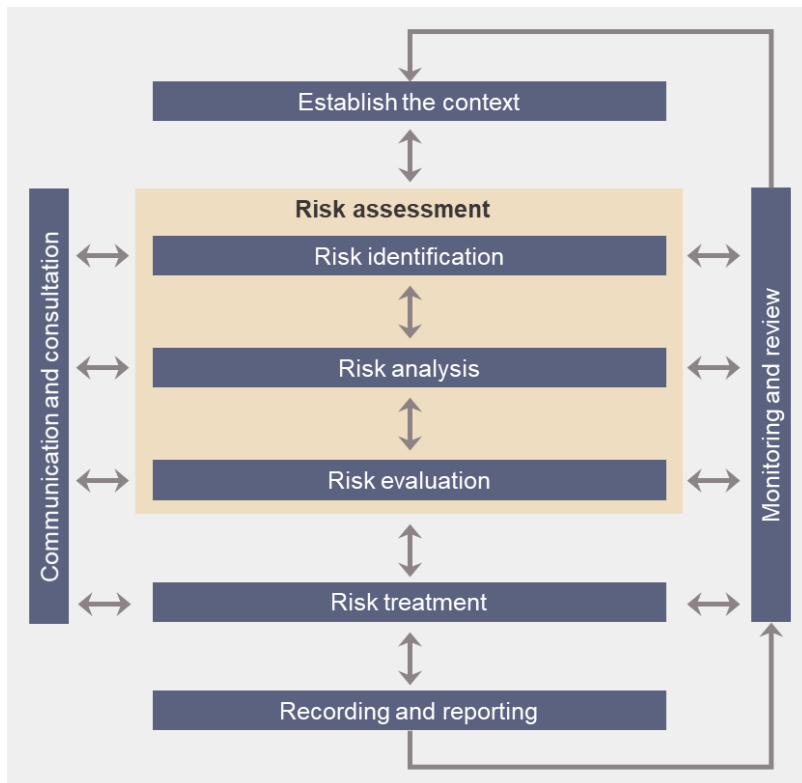 Establish the context
Risk assessment
Risk identification
Risk analysis
Risk evaluation
Risk treatment
Recording and reporting
Communication and consultation
Monitoring and review